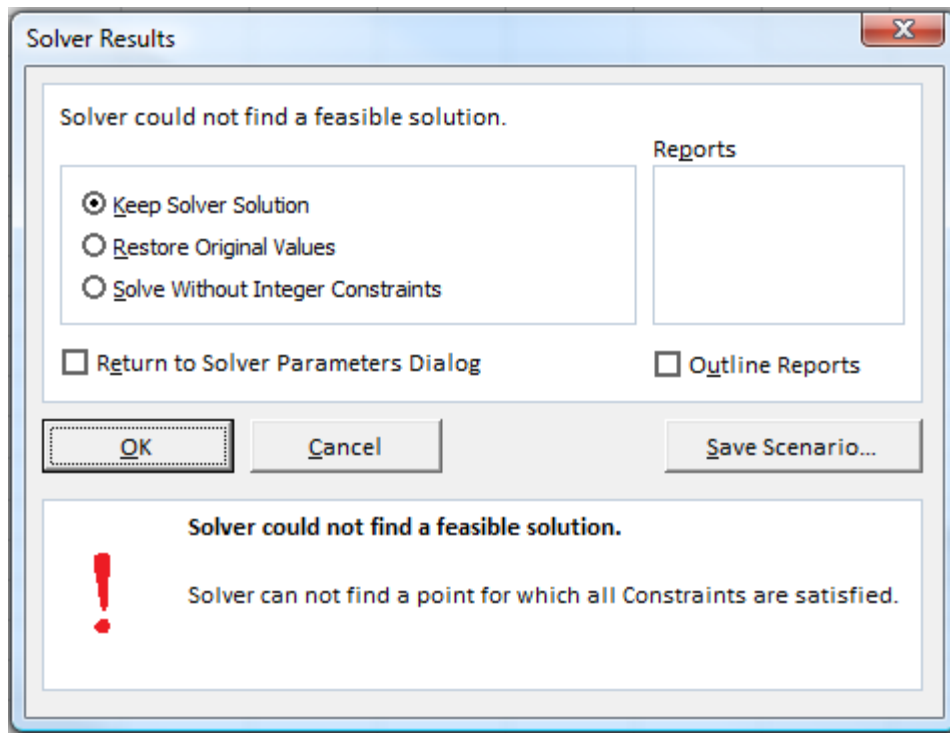 Solver Results
Solver could not find a feasible solution.
Reports
Keep Solver Solution
Restore Original Values
Solve Without Integer Constraints
Return to Solver Parameters Dialog
Outline Reports
OK
Cancel
Save Scenario...
Solver could not find a feasible solution.
Solver can not find a point for which all Constraints are satisfied.